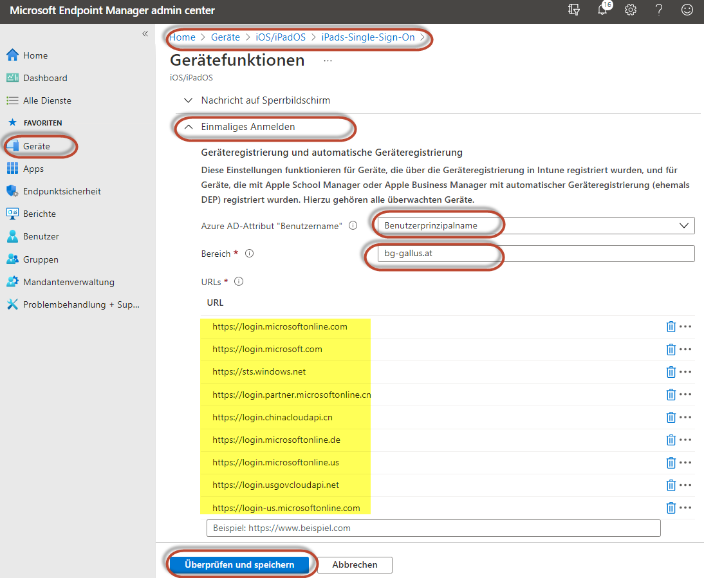 Microsoft Endpoint Manager admin center
16
Home > Geräte > iOS/iPadOS > iPads-Single-Sign-On >
Gerätefunktionen ...
iOS/iPadOS
Home
Dashboard
Alle Dienste
FAVORITEN
Geräte
Apps
Endpunktsicherheit
Berichte
Benutzer
Gruppen
Mandantenverwaltung
Problembehandlung + Sup...
Nachricht auf Sperrbildschirm
Einmaliges Anmelden
Geräteregistrierung und automatische Geräteregistrierung
Diese Einstellungen funktionieren für Geräte, die über die Geräteregistrierung in Intune registriert wurden, und für
Geräte, die mit Apple School Manager oder Apple Business Manager mit automatischer Geräteregistrierung (ehemals
DEP) registriert wurden. Hierzu gehören alle überwachten Geräte.
Azure AD-Attribut "Benutzername" Benutzerprinzipalname
Bereich * bg-gallus.at
URLs *
URL
https://login.microsoftonline.com
https://login.microsoft.com
https://sts.windows.net
https://login.partner.microsoftonline.cn
https://login.chinacloudapi.cn
https://login.microsoftonline.de
https://login.microsoftonline.us
https://login.usgovcloudapi.net
https://login-us.microsoftonline.com
Beispiel: https://www.beispiel.com
Überprüfen und speichern Abbrechen